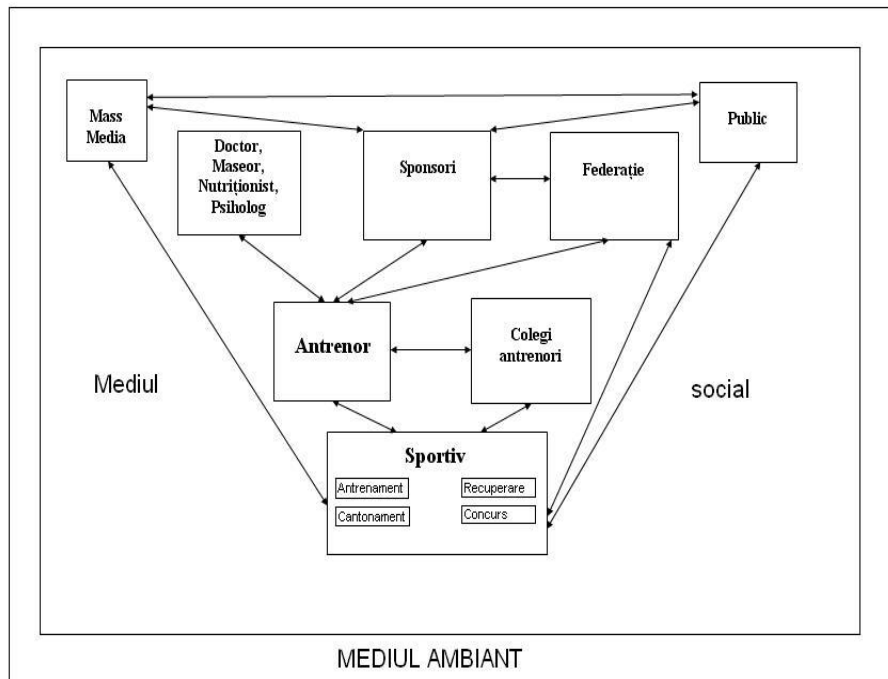 Mass
Media
Public
Doctor,
Maseor,
Nutriționist,
Psiholog
Sponsori
Federație
Antrenor
Colegi
antrenori
Mediul
social
Sportiv
Antrenament
Recuperare
Cantonament
Concurs
MEDIUL AMBIANT